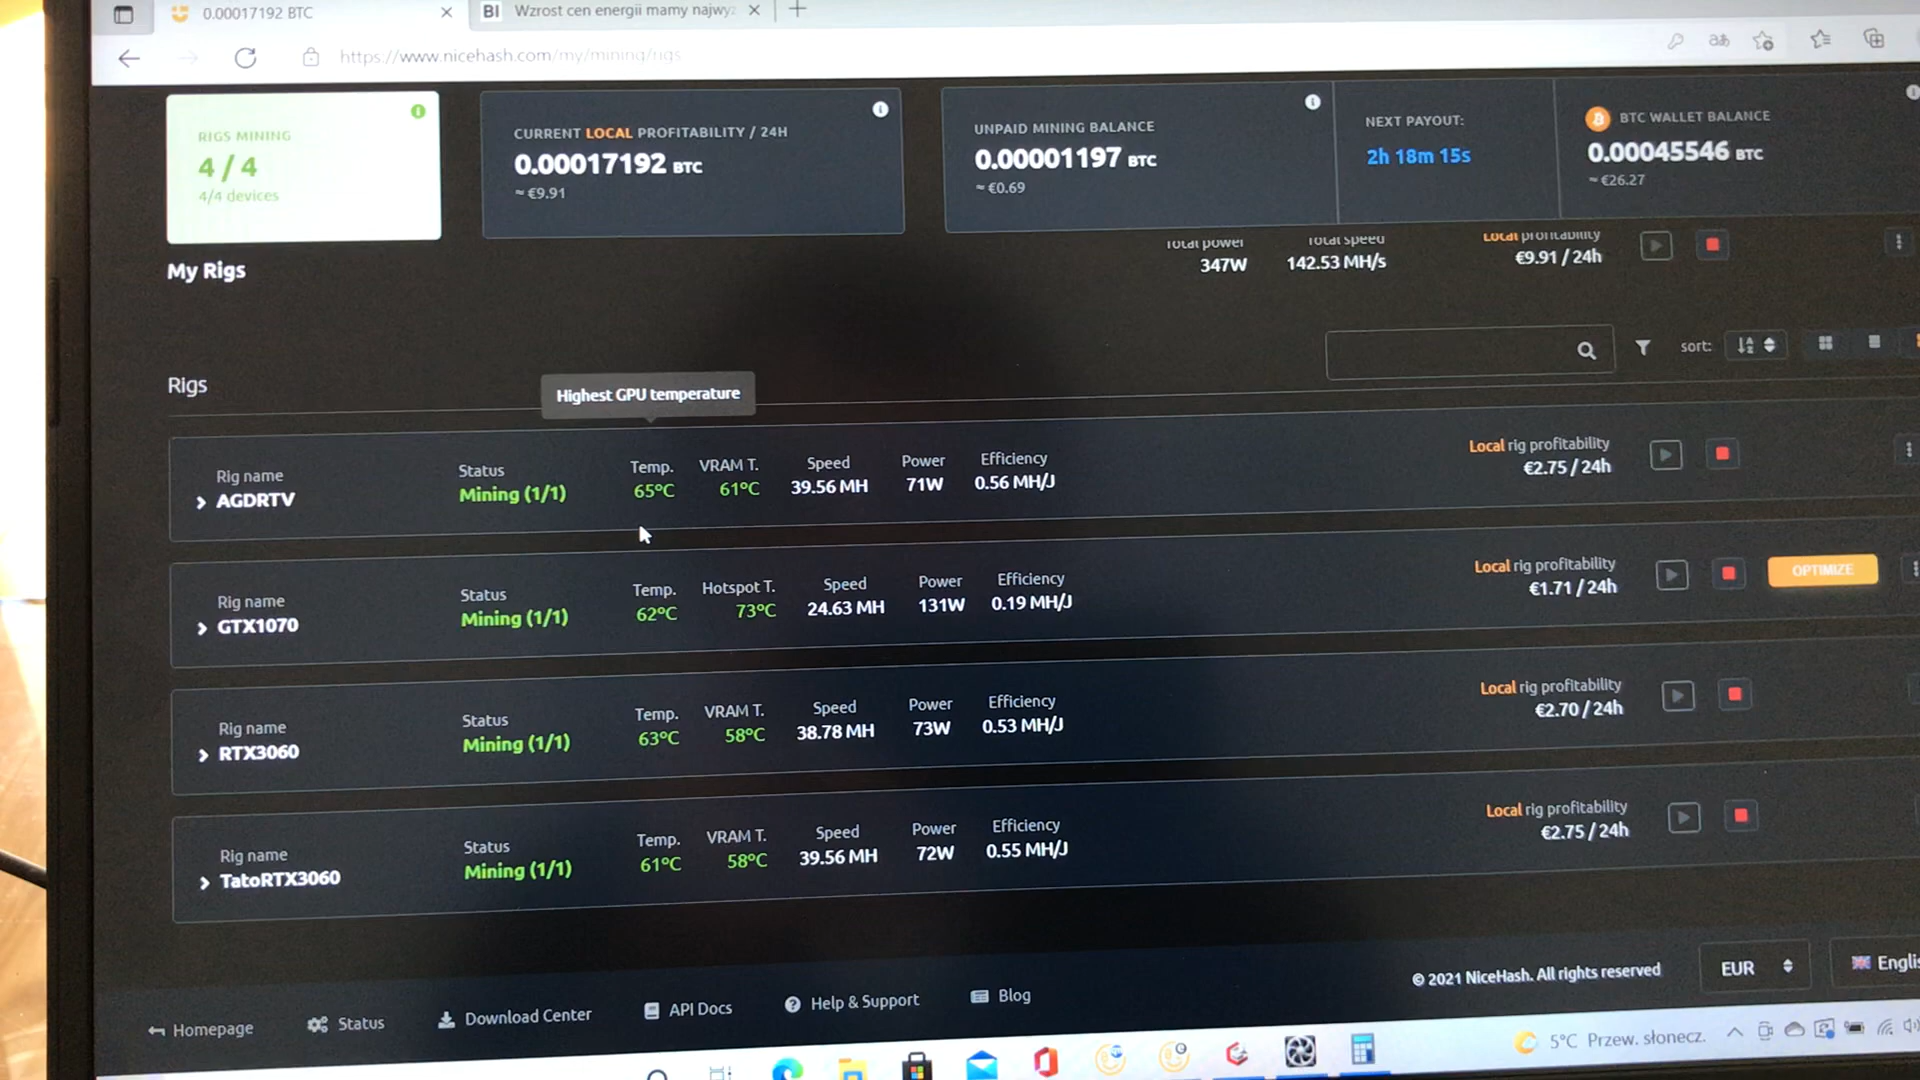 0.00017192 BTC
BI Wzrost cen energii mamy najwyż
https://www.nicehash.com/my/mining/rigs
RIGS MINING
4 / 4
4/4 devices
CURRENT LOCAL PROFITABILITY / 24H
0.00017192 BTC
≈ €9.91
UNPAID MINING BALANCE
0.00001197 BTC
≈ €0.69
NEXT PAYOUT:
2h 18m 15s
BTC WALLET BALANCE
0.00045546 BTC
≈ €26.27
My Rigs
Total power
347W
Total speed
142.53 MH/s
Local profitability
€9.91 / 24h
sort:
Rigs
Highest GPU temperature
Rig name
AGDRTV
Status
Mining (1/1)
Temp.
65°C
VRAM T.
61°C
Speed
39.56 MH
Power
71W
Efficiency
0.56 MH/J
Local rig profitability
€2.75 / 24h
Rig name
GTX1070
Status
Mining (1/1)
Temp.
62°C
Hotspot T.
73°C
Speed
24.63 MH
Power
131W
Efficiency
0.19 MH/J
Local rig profitability
€1.71 / 24h
OPTIMIZE
Rig name
RTX3060
Status
Mining (1/1)
Temp.
63°C
VRAM T.
58°C
Speed
38.78 MH
Power
73W
Efficiency
0.53 MH/J
Local rig profitability
€2.70 / 24h
Rig name
TatoRTX3060
Status
Mining (1/1)
Temp.
61°C
VRAM T.
58°C
Speed
39.56 MH
Power
72W
Efficiency
0.55 MH/J
Local rig profitability
€2.75 / 24h
© 2021 NiceHash. All rights reserved
EUR
Englis
Homepage
Status
Download Center
API Docs
Help & Support
Blog
5°C Przew. słonecz.